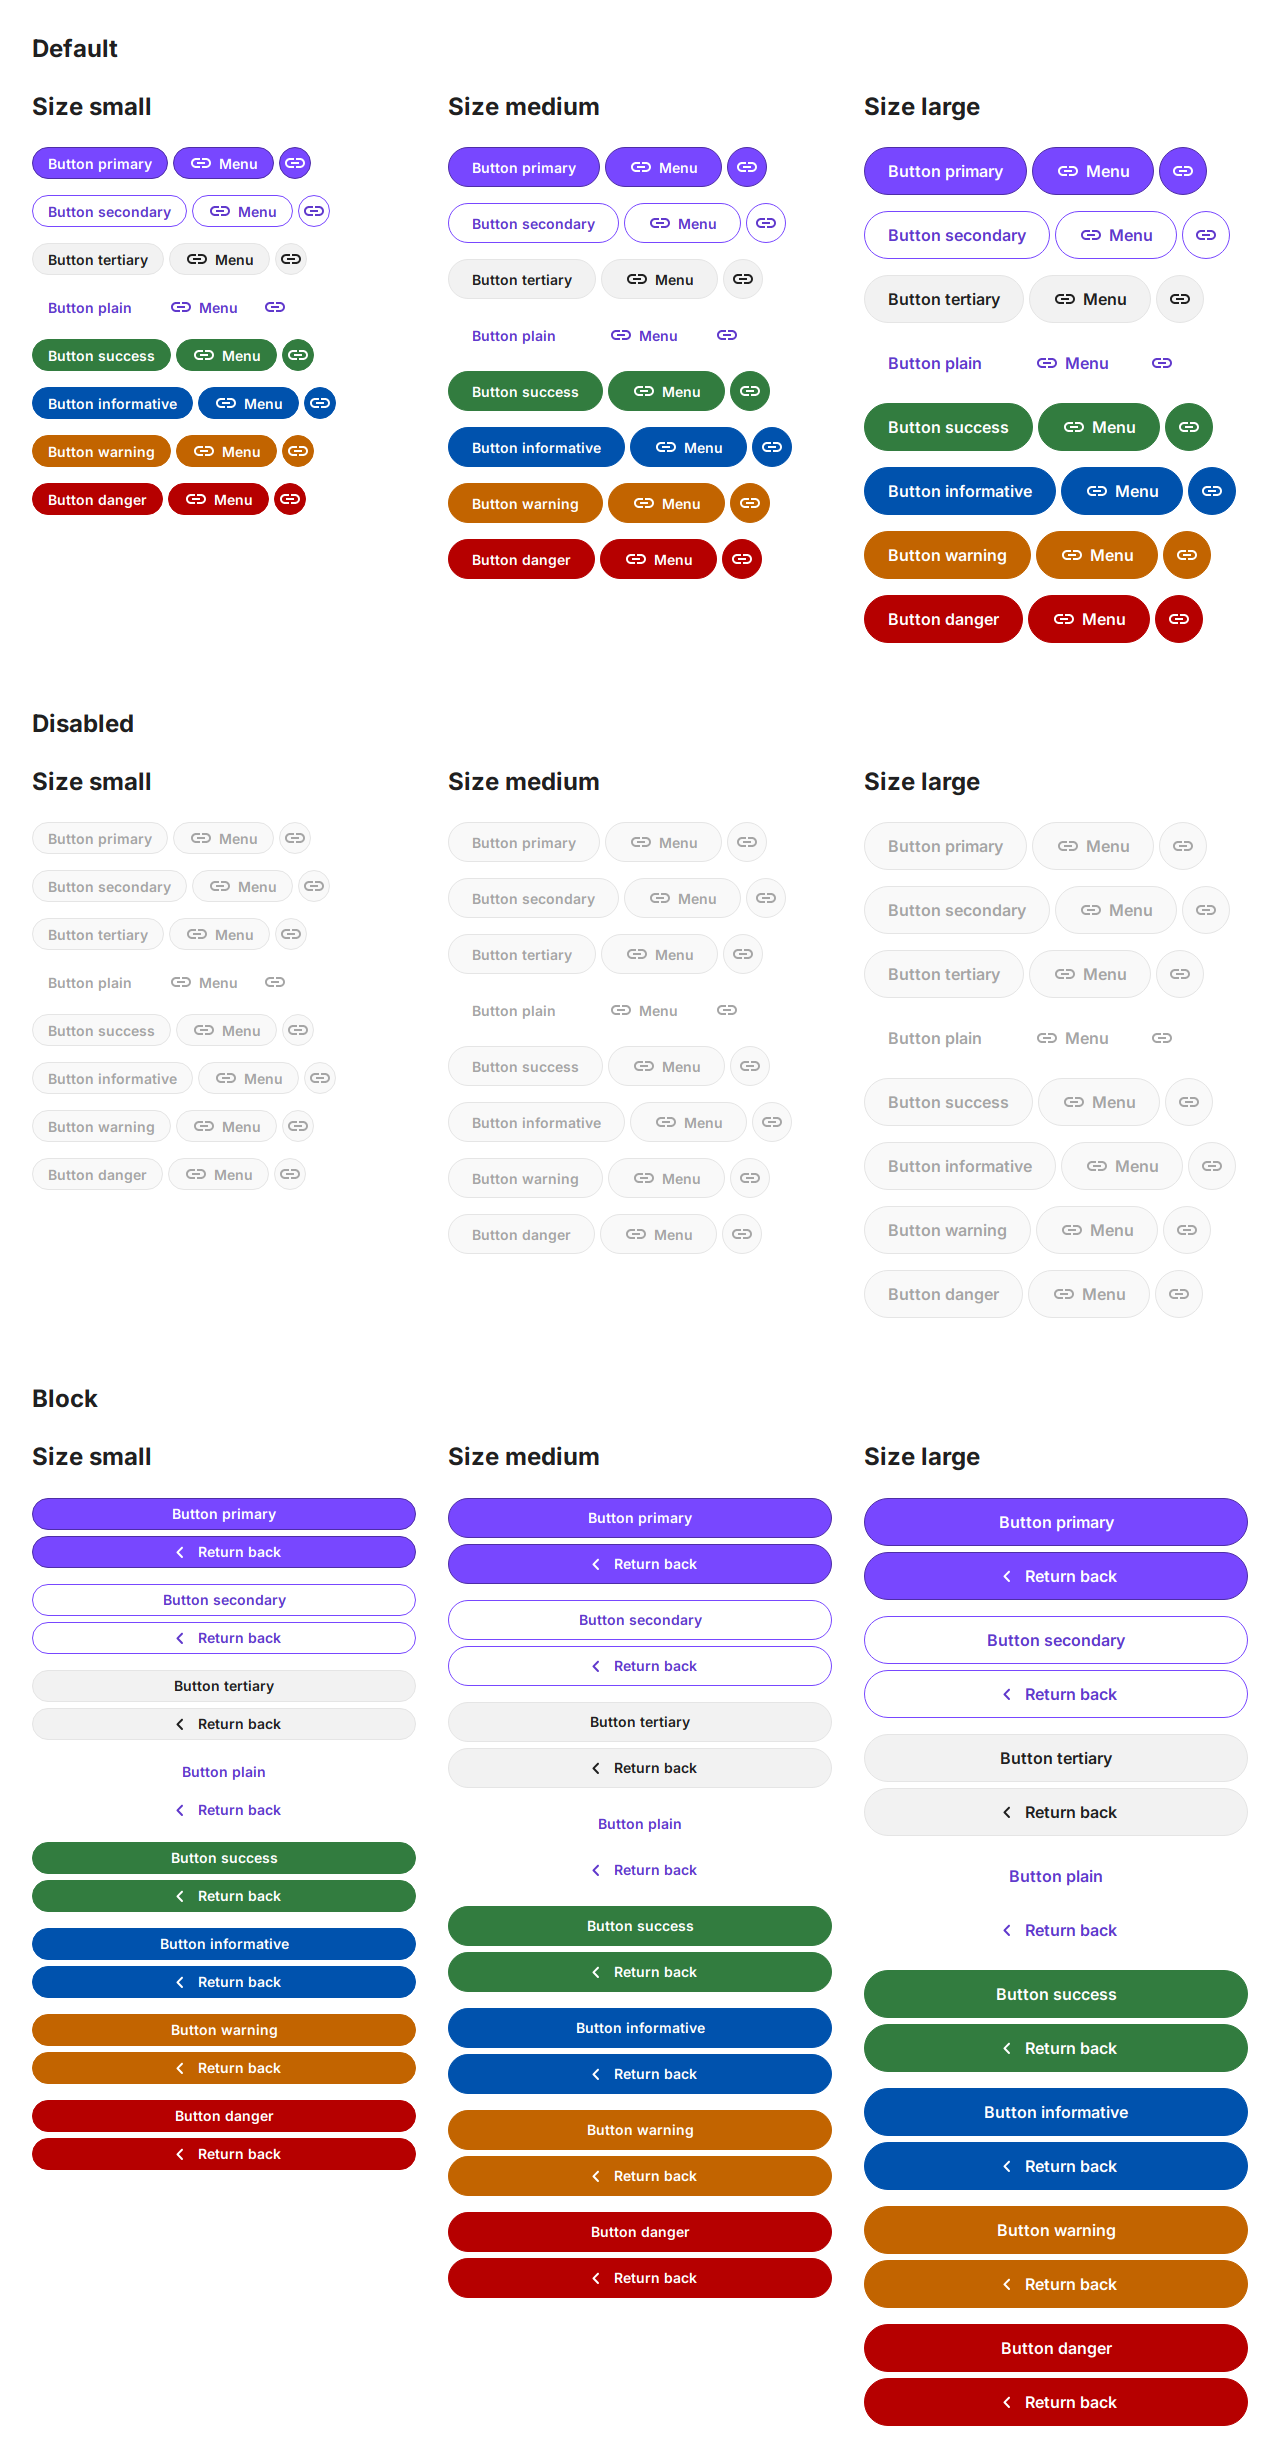 Default
Size small
Button primary Menu
Button secondary Menu
Button tertiary Menu
Button plain Menu
Button success Menu
Button informative Menu
Button warning Menu
Button danger Menu
Size medium
Button primary Menu
Button secondary Menu
Button tertiary Menu
Button plain Menu
Button success Menu
Button informative Menu
Button warning Menu
Button danger Menu
Size large
Button primary Menu
Button secondary Menu
Button tertiary Menu
Button plain Menu
Button success Menu
Button informative Menu
Button warning Menu
Button danger Menu
Disabled
Size small
Button primary Menu
Button secondary Menu
Button tertiary Menu
Button plain Menu
Button success Menu
Button informative Menu
Button warning Menu
Button danger Menu
Size medium
Button primary Menu
Button secondary Menu
Button tertiary Menu
Button plain Menu
Button success Menu
Button informative Menu
Button warning Menu
Button danger Menu
Size large
Button primary Menu
Button secondary Menu
Button tertiary Menu
Button plain Menu
Button success Menu
Button informative Menu
Button warning Menu
Button danger Menu
Block
Size small
Button primary
Return back
Button secondary
Return back
Button tertiary
Return back
Button plain
Return back
Button success
Return back
Button informative
Return back
Button warning
Return back
Button danger
Return back
Size medium
Button primary
Return back
Button secondary
Return back
Button tertiary
Return back
Button plain
Return back
Button success
Return back
Button informative
Return back
Button warning
Return back
Button danger
Return back
Size large
Button primary
Return back
Button secondary
Return back
Button tertiary
Return back
Button plain
Return back
Button success
Return back
Button informative
Return back
Button warning
Return back
Button danger
Return back